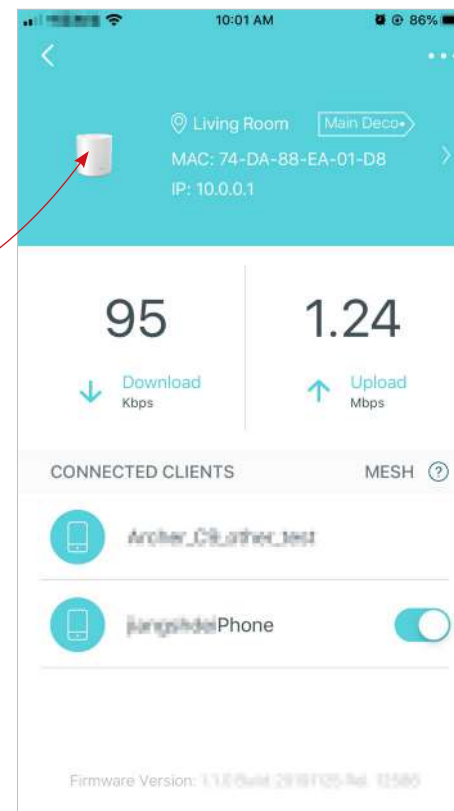 10:01 AM
86%
Living Room
Main Deco
MAC: 74-DA-88-EA-01-D8
IP: 10.0.0.1
95
1.24
Download
Kbps
Upload
Mbps
CONNECTED CLIENTS
MESH ?
Phone
Firmware Version: